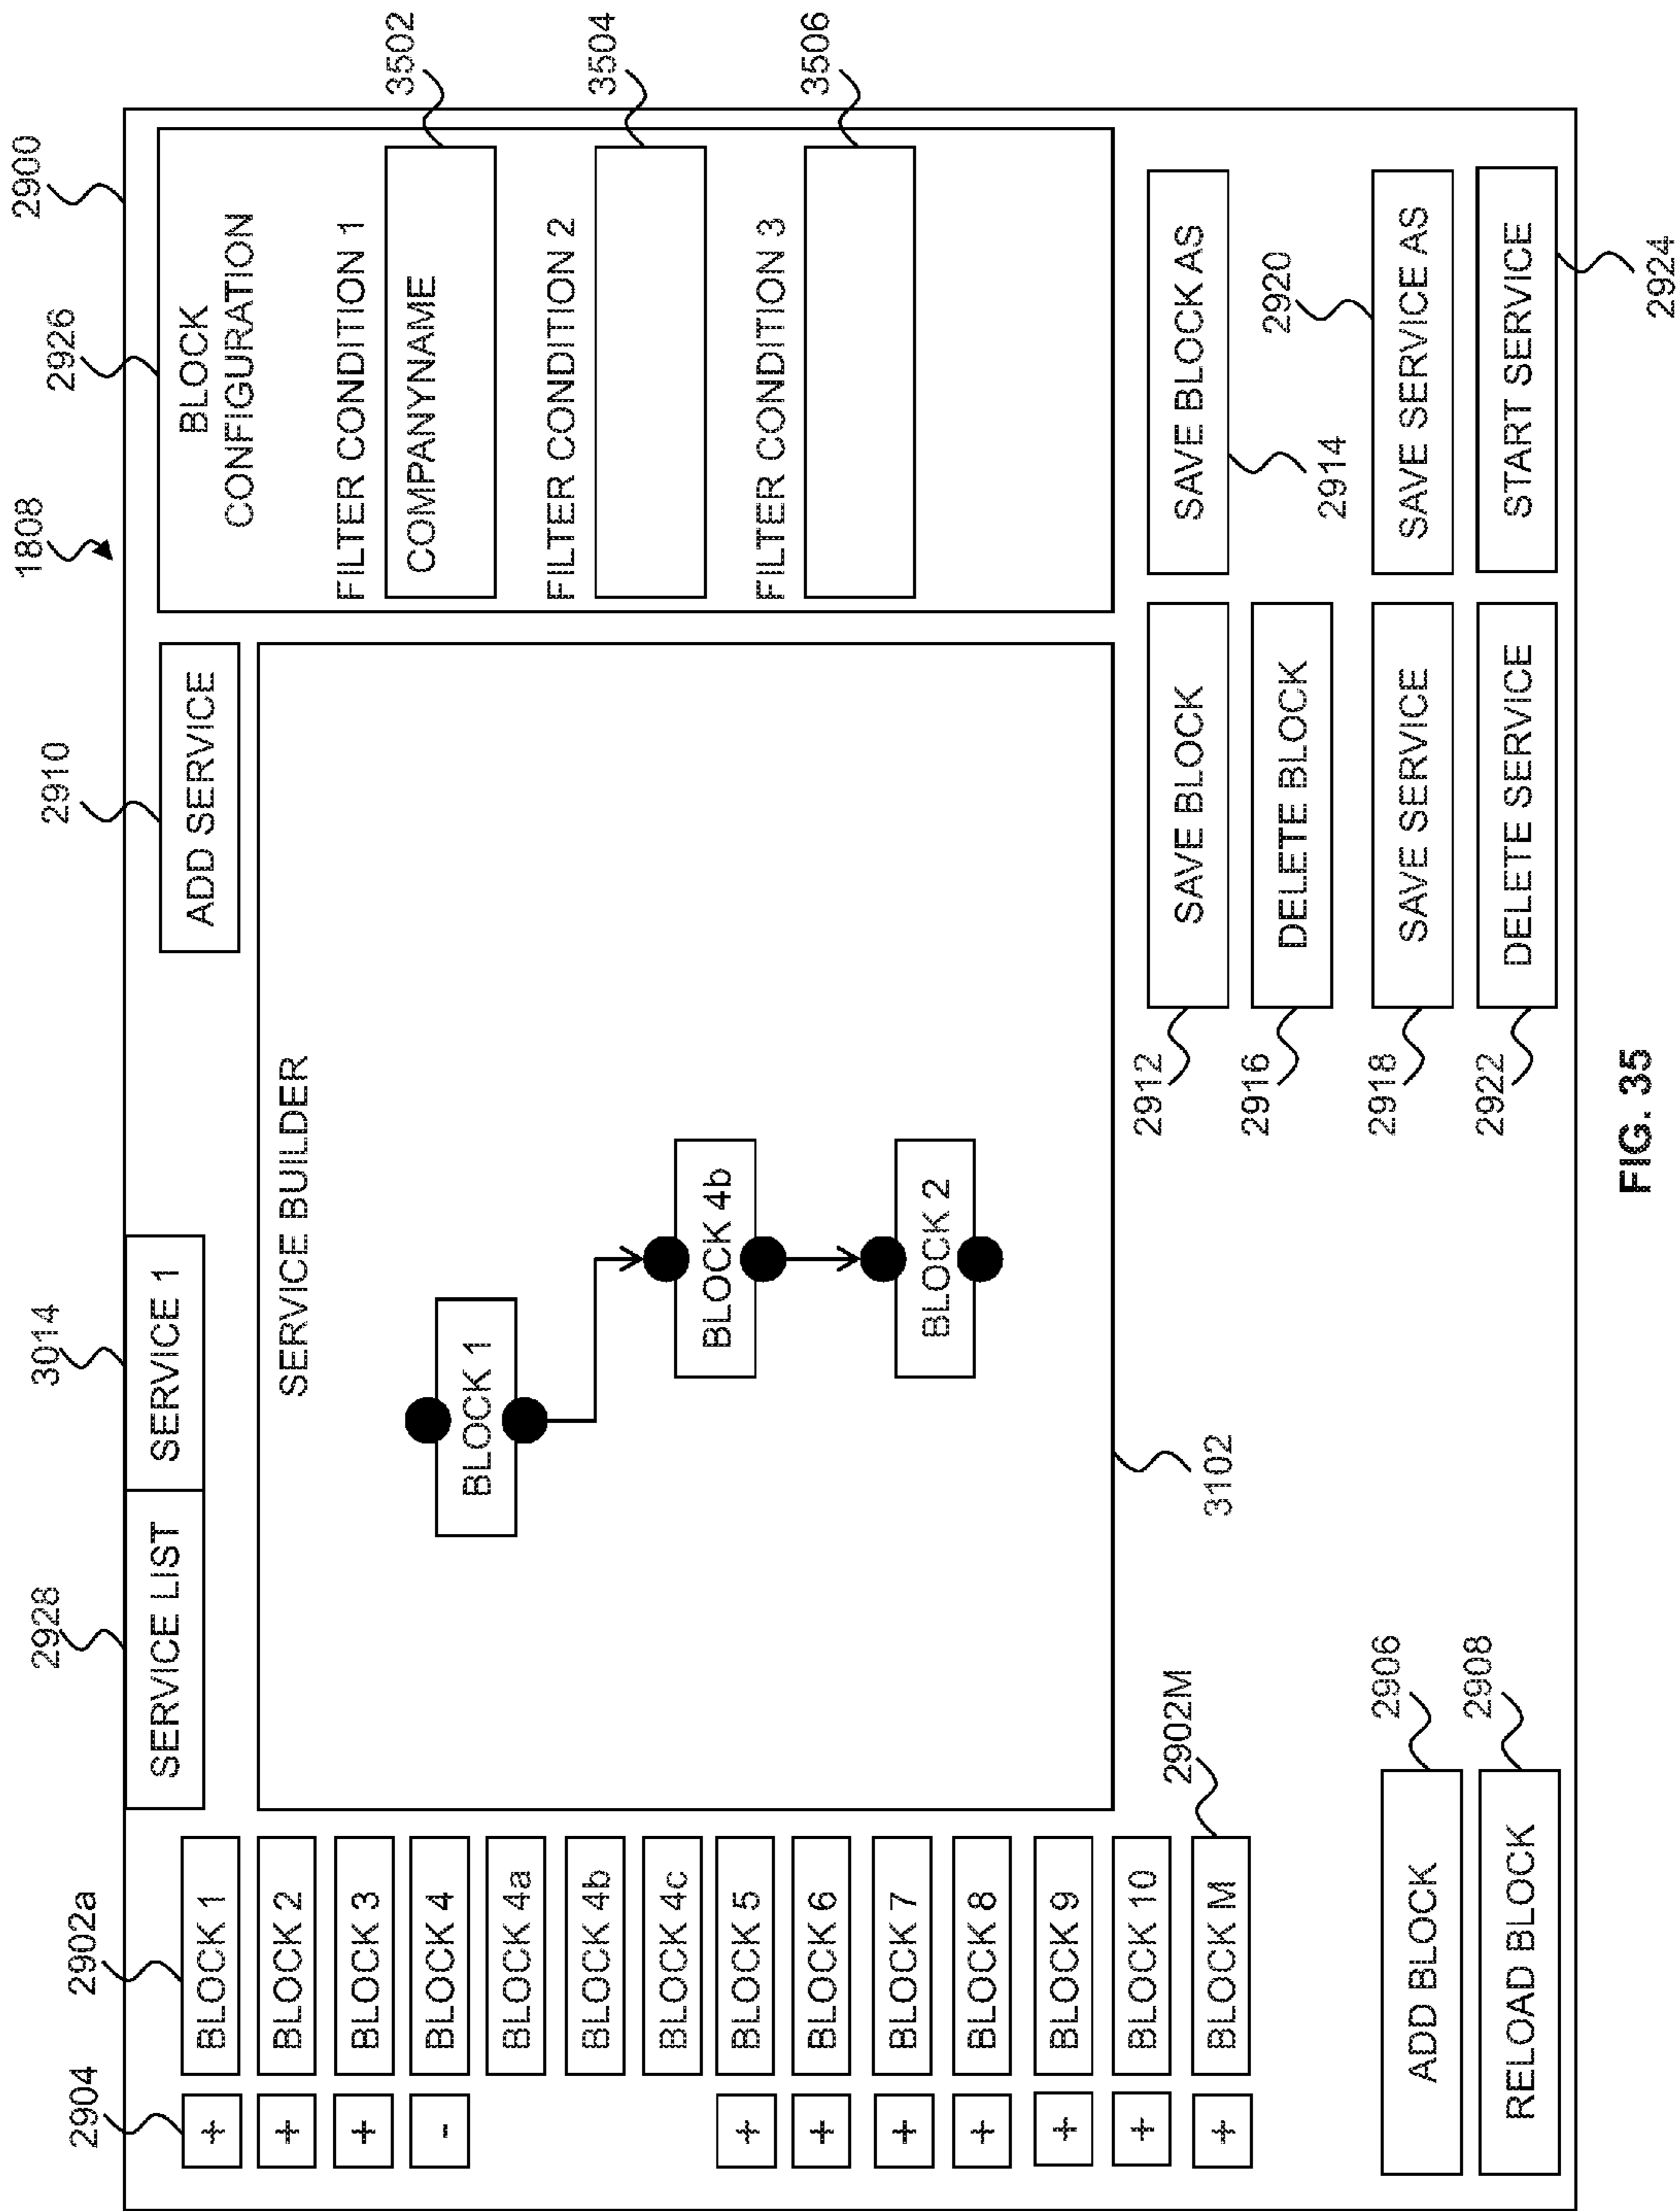 1808
2900
2904
2902a
2928
3014
2910
2926
SERVICE LIST
SERVICE 1
ADD SERVICE
BLOCK
CONFIGURATION
+
BLOCK 1
+
BLOCK 2
+
BLOCK 3
-
BLOCK 4
BLOCK 4a
BLOCK 4b
BLOCK 4c
+
BLOCK 5
+
BLOCK 6
+
BLOCK 7
+
BLOCK 8
+
BLOCK 9
+
BLOCK 10
+
BLOCK M
2902M
SERVICE BUILDER
BLOCK 1
BLOCK 4b
BLOCK 2
3102
FILTER CONDITION 1
COMPANYNAME
3502
FILTER CONDITION 2
3504
FILTER CONDITION 3
3506
2912
SAVE BLOCK
SAVE BLOCK AS
2914
2916
DELETE BLOCK
2918
SAVE SERVICE
SAVE SERVICE AS
2920
2922
DELETE SERVICE
START SERVICE
2924
ADD BLOCK
2906
RELOAD BLOCK
2908
FIG. 35